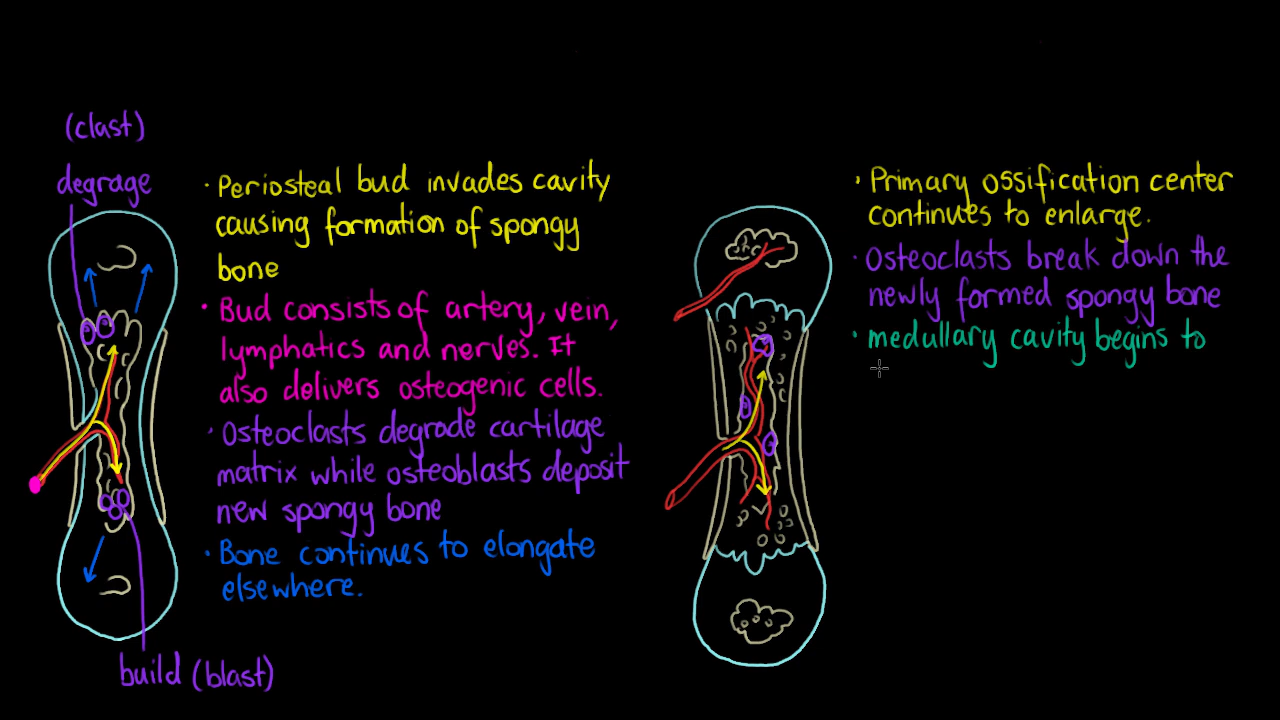 (clast)
degrage
· Periosteal bud invades cavity
causing formation of spongy
bone
· Bud consists of artery, vein,
lymphatics and nerves. It
also delivers osteogenic cells.
· Osteoclasts degrade cartilage
matrix while osteoblasts deposit
new spongy bone
· Bone continues to elongate
elsewhere.
build (blast)
· Primary ossification center
continues to enlarge.
· Osteoclasts break down the
newly formed spongy bone
· medullary cavity begins to